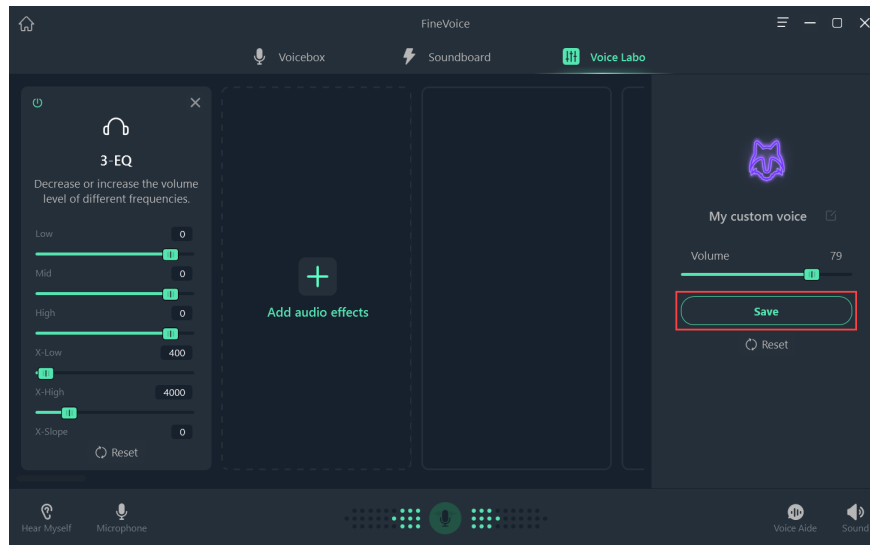 FineVoice
Voicebox
Soundboard
Voice Labo
3-EQ
Decrease or increase the volume
level of different frequencies.
Low 0
Mid 0
High 0
X-Low 400
X-High 4000
X-Slope 0
Reset
Add audio effects
My custom voice
Volume 79
Save
Reset
Hear Myself
Microphone
Voice Aide
Sound